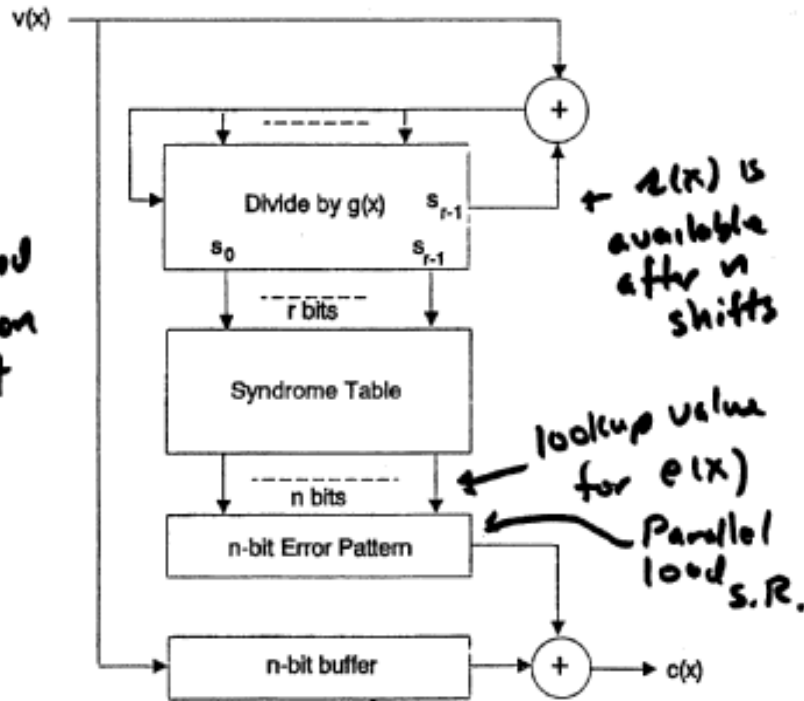 v(x)
+
Divide by g(x)
s_{r-1}
s_0
s_{r-1}
← s(x) is
available
after n
shifts
r bits
on
Syndrome Table
lookup value
for e(x)
n bits
n-bit Error Pattern
Parallel
load
S.R.
n-bit buffer
+
c(x)